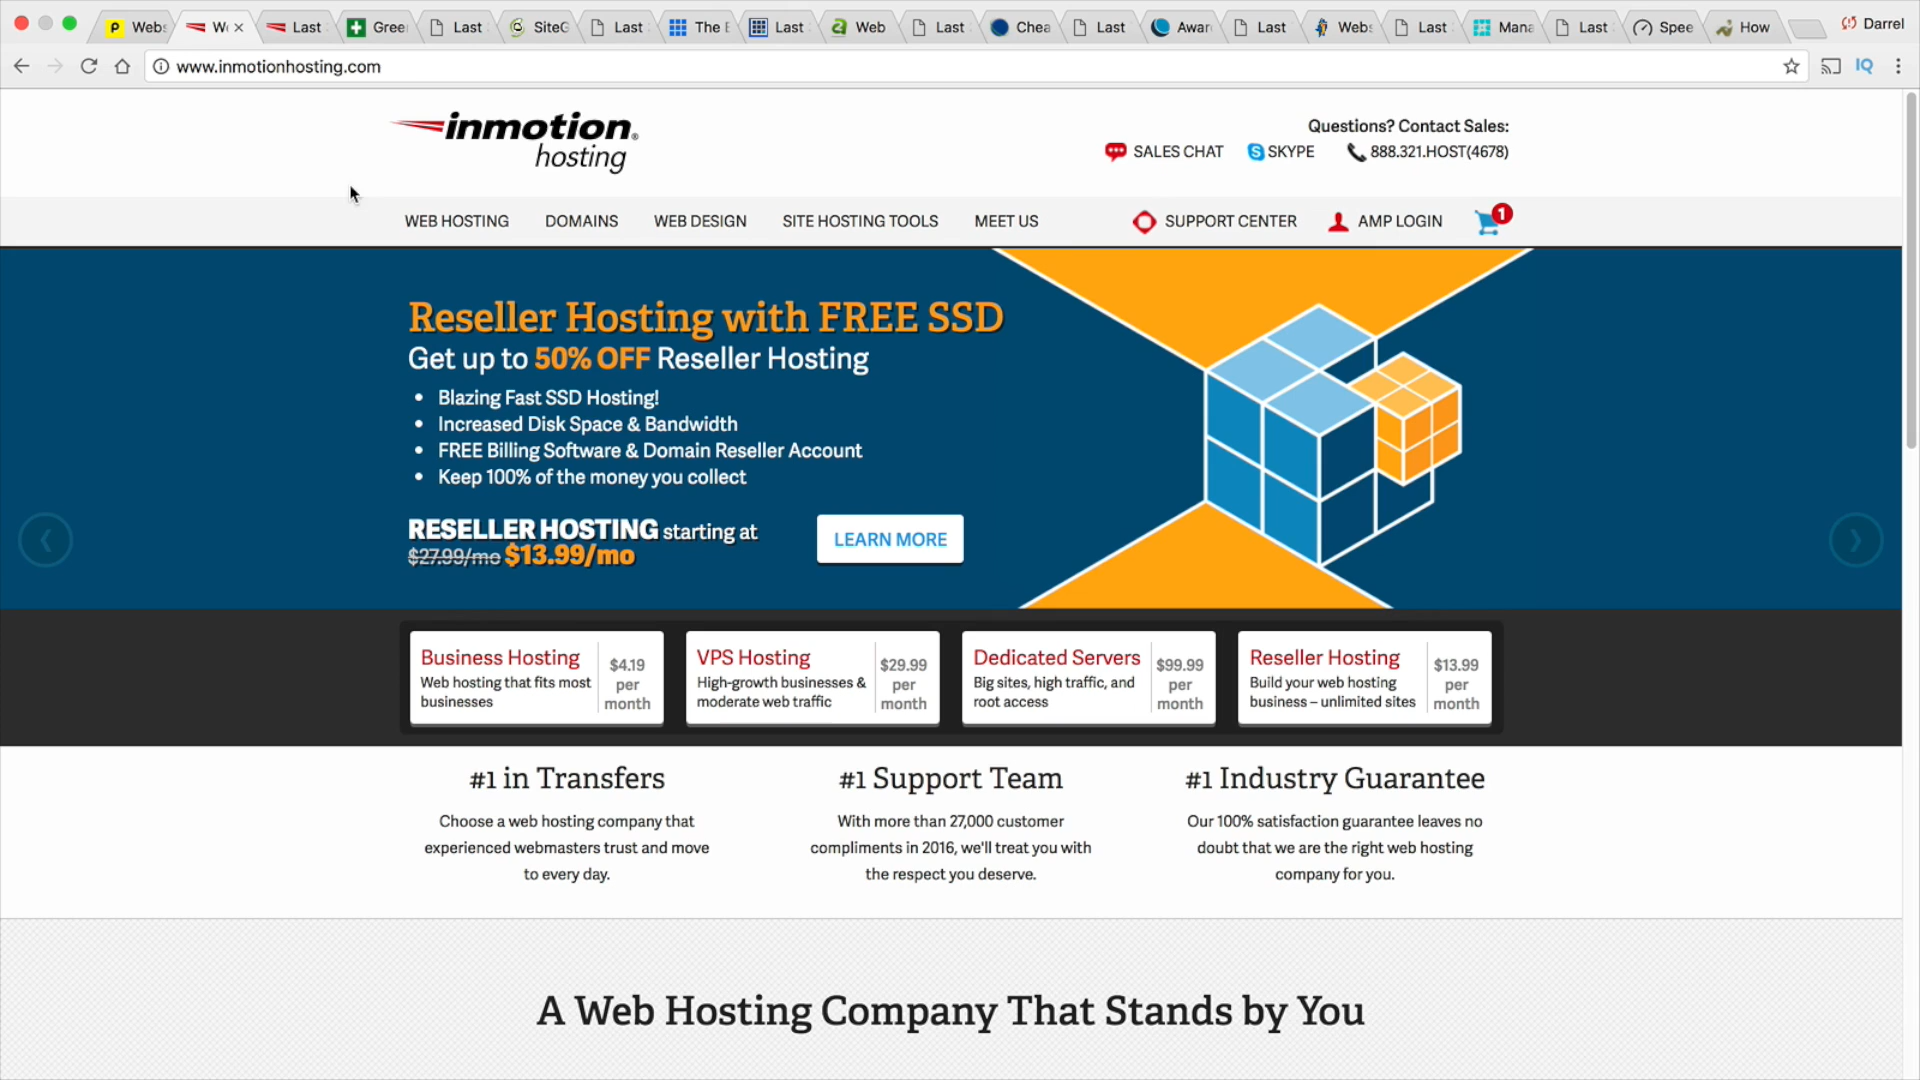 Webs
We
Last
Gree
Last
SiteG
Last
The B
Last
Web
Last
Chea
Last
Awar
Last
Webs
Last
Mana
Last
Spee
How
Darrel
www.inmotionhosting.com
IQ
inmotion
hosting
Questions? Contact Sales:
SALES CHAT
SKYPE
888.321.HOST(4678)
WEB HOSTING
DOMAINS
WEB DESIGN
SITE HOSTING TOOLS
MEET US
SUPPORT CENTER
AMP LOGIN
1
Reseller Hosting with FREE SSD
Get up to 50% OFF Reseller Hosting
• Blazing Fast SSD Hosting!
• Increased Disk Space & Bandwidth
• FREE Billing Software & Domain Reseller Account
• Keep 100% of the money you collect
RESELLER HOSTING starting at
$27.99/mo $13.99/mo
LEARN MORE
Business Hosting
Web hosting that fits most
businesses
$4.19
per
month
VPS Hosting
High-growth businesses &
moderate web traffic
$29.99
per
month
Dedicated Servers
Big sites, high traffic, and
root access
$99.99
per
month
Reseller Hosting
Build your web hosting
business – unlimited sites
$13.99
per
month
#1 in Transfers
Choose a web hosting company that
experienced webmasters trust and move
to every day.
#1 Support Team
With more than 27,000 customer
compliments in 2016, we'll treat you with
the respect you deserve.
#1 Industry Guarantee
Our 100% satisfaction guarantee leaves no
doubt that we are the right web hosting
company for you.
A Web Hosting Company That Stands by You